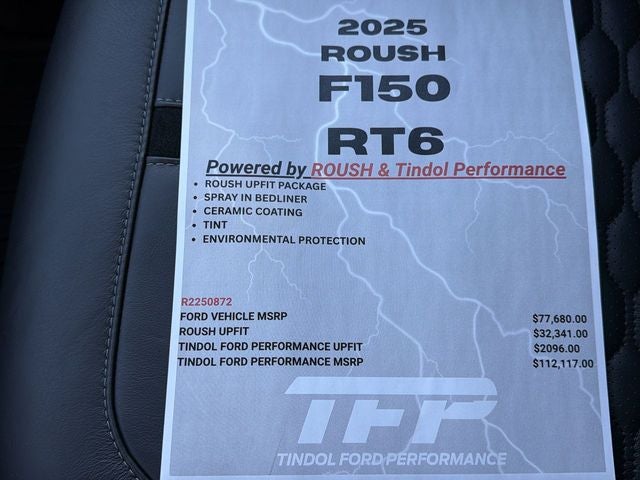 2025
ROUSH
F150
RT6
Powered by ROUSH & Tindol Performance
• ROUSH UPFIT PACKAGE
• SPRAY IN BEDLINER
• CERAMIC COATING
• TINT
• ENVIRONMENTAL PROTECTION
R2250872
FORD VEHICLE MSRP $77,680.00
ROUSH UPFIT $32,341.00
TINDOL FORD PERFORMANCE UPFIT $2096.00
TINDOL FORD PERFORMANCE MSRP $112,117.00
TFP
TINDOL FORD PERFORMANCE